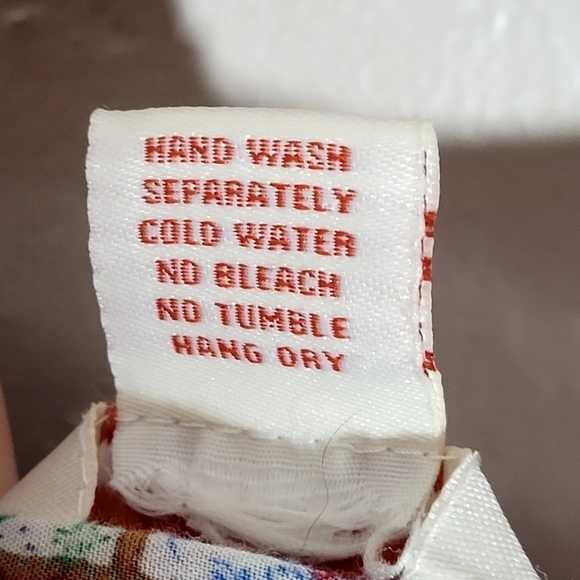 HAND WASH
SEPARATELY
COLD WATER
NO BLEACH
NO TUMBLE
HANG DRY